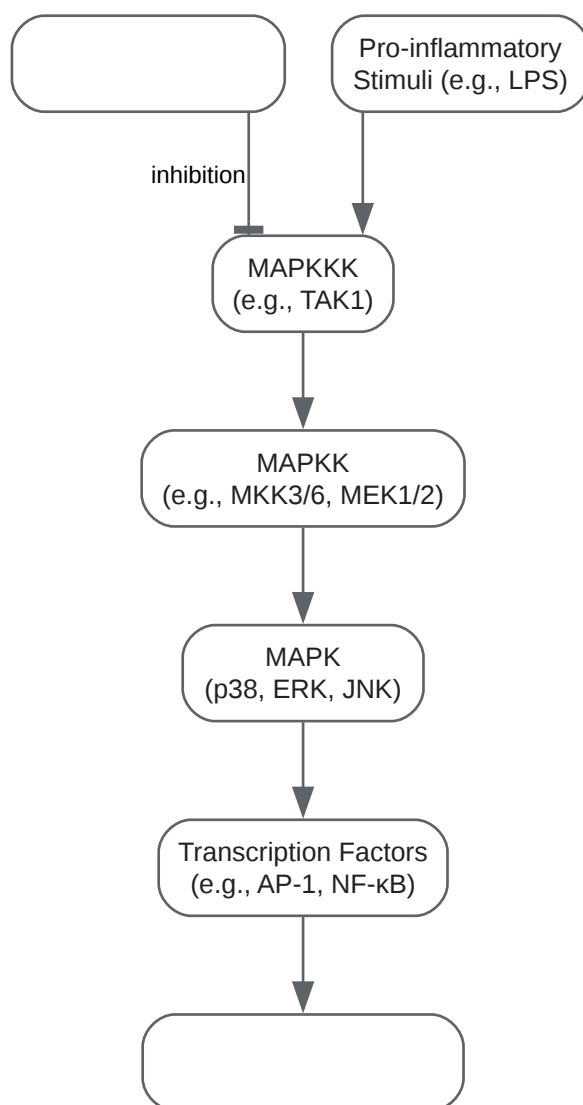 Pro-inflammatory
Stimuli (e.g., LPS)
inhibition
MAPKKK
(e.g., TAK1)
MAPKK
(e.g., MKK3/6, MEK1/2)
MAPK
(p38, ERK, JNK)
Transcription Factors
(e.g., AP-1, NF-κB)